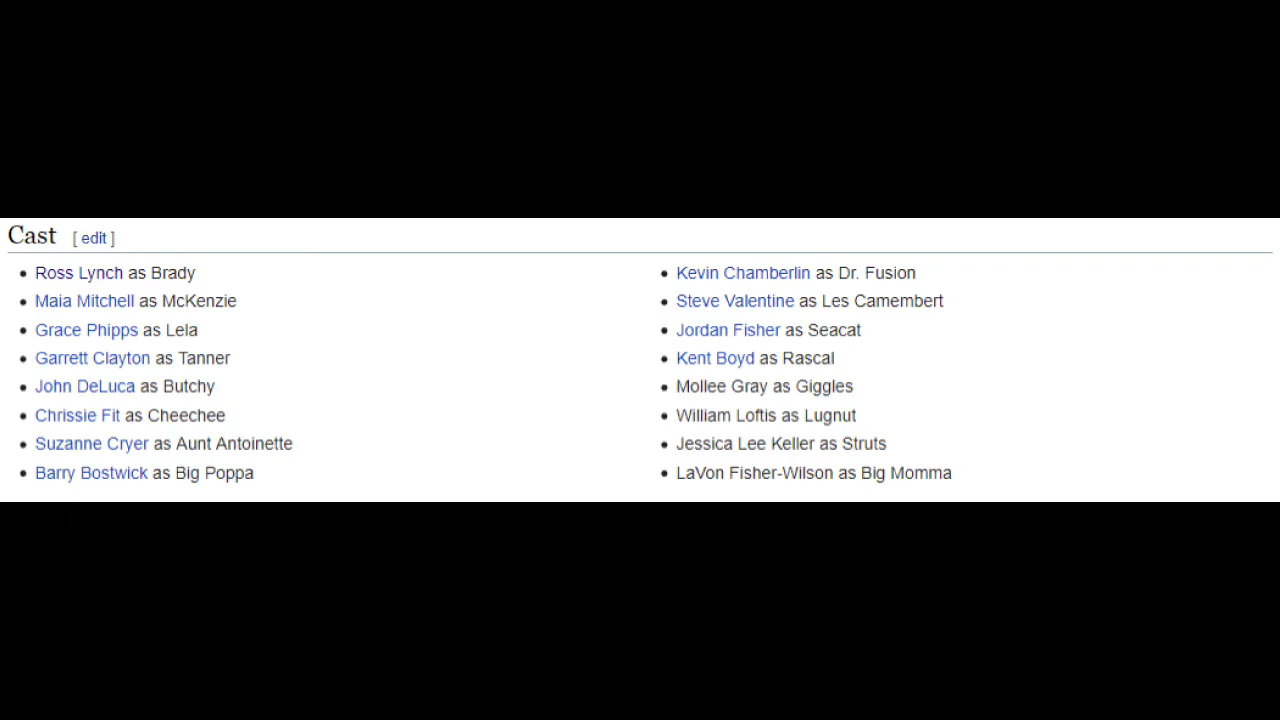 Cast [ edit ]
Ross Lynch as Brady
Maia Mitchell as McKenzie
Grace Phipps as Lela
Garrett Clayton as Tanner
John DeLuca as Butchy
Chrissie Fit as Cheechee
Suzanne Cryer as Aunt Antoinette
Barry Bostwick as Big Poppa
Kevin Chamberlin as Dr. Fusion
Steve Valentine as Les Camembert
Jordan Fisher as Seacat
Kent Boyd as Rascal
Mollee Gray as Giggles
William Loftis as Lugnut
Jessica Lee Keller as Struts
LaVon Fisher-Wilson as Big Momma